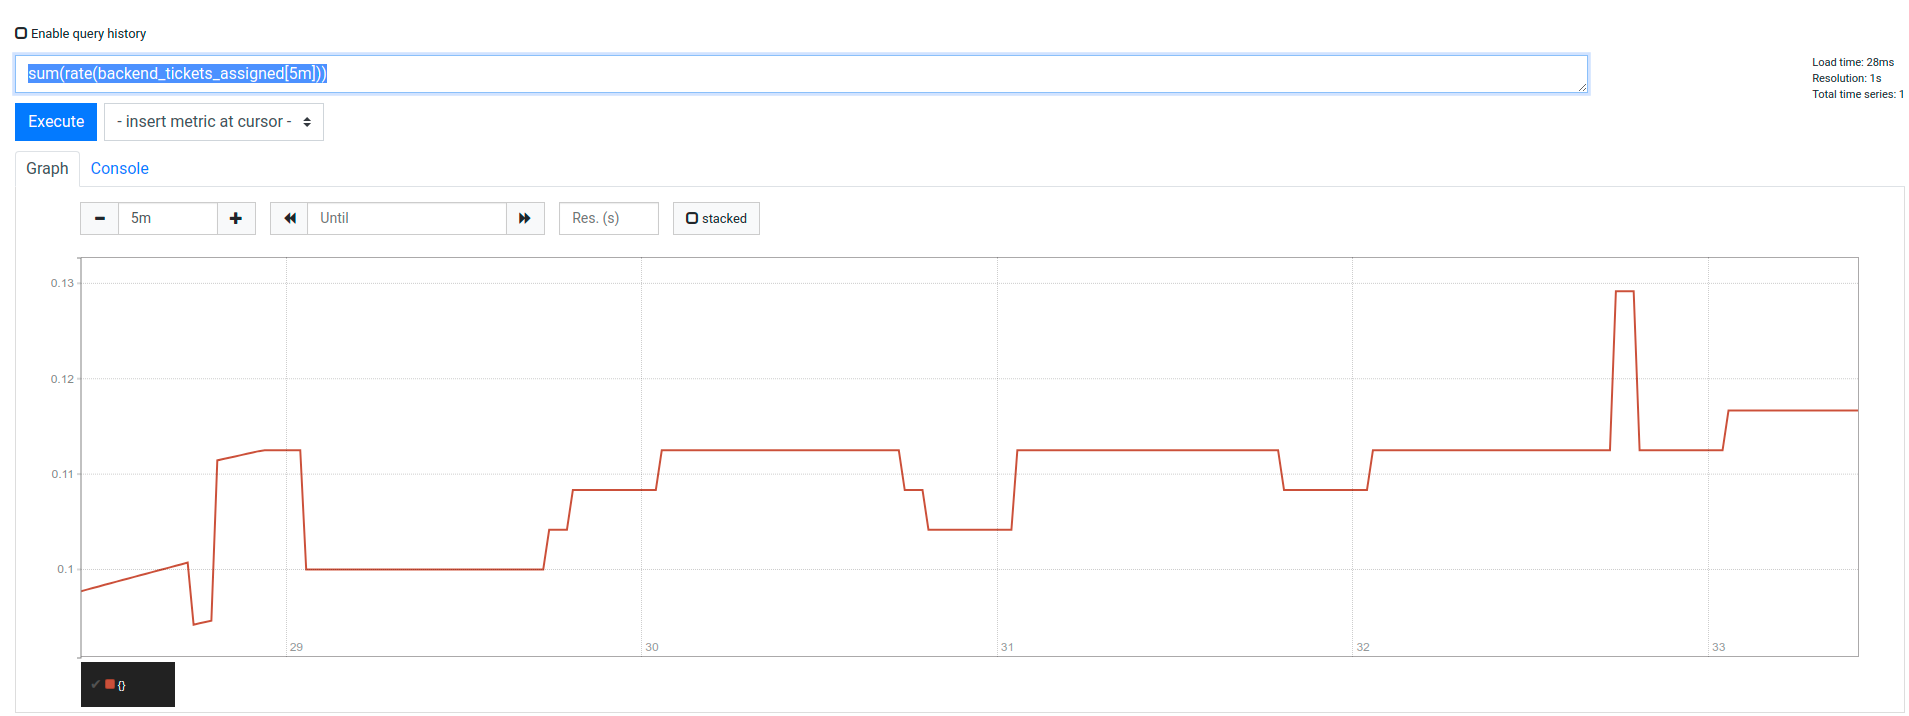 Enable query history
sum(rate(backend_tickets_assigned[5m]))
Load time: 28ms
Resolution: 1s
Total time series: 1
Execute
- insert metric at cursor -
Graph
Console
5m
Until
Res. (s)
stacked
0.13
0.12
0.11
0.1
29
30
31
32
33
{}